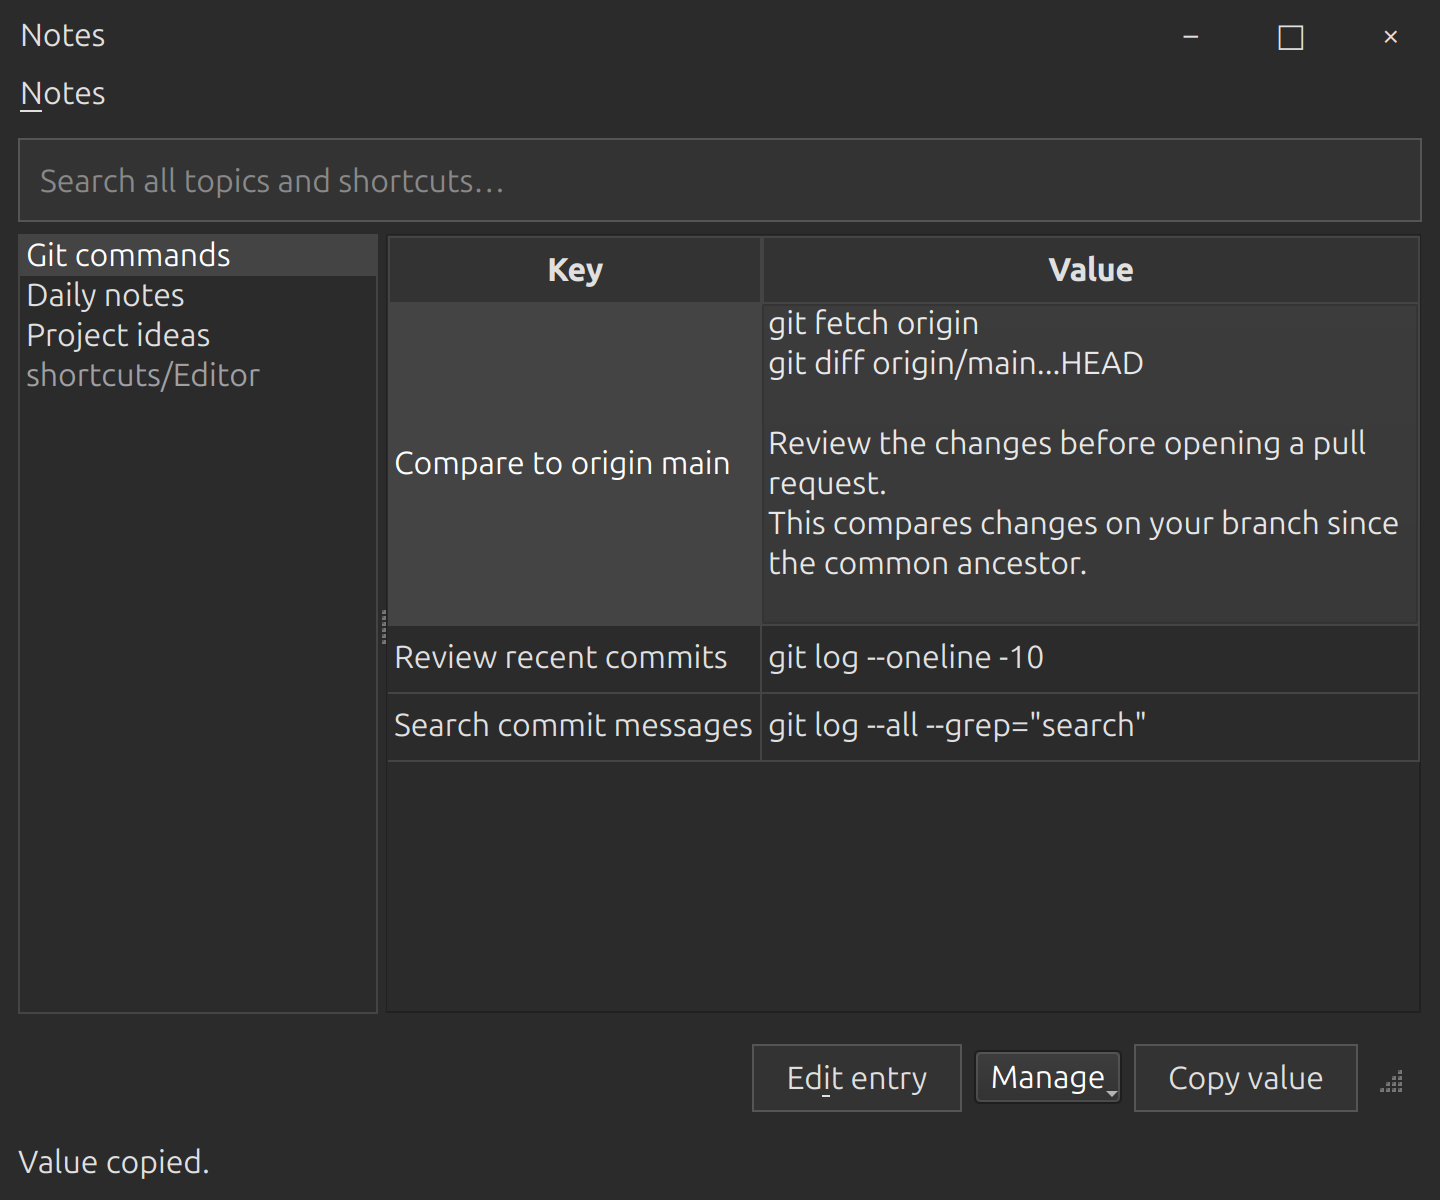 Notes
Notes
Search all topics and shortcuts…
Git commands
Daily notes
Project ideas
shortcuts/Editor
Key
Value
Compare to origin main
git fetch origin
git diff origin/main...HEAD
Review the changes before opening a pull
request.
This compares changes on your branch since
the common ancestor.
Review recent commits
git log --oneline -10
Search commit messages
git log --all --grep="search"
Edit entry
Manage
Copy value
Value copied.